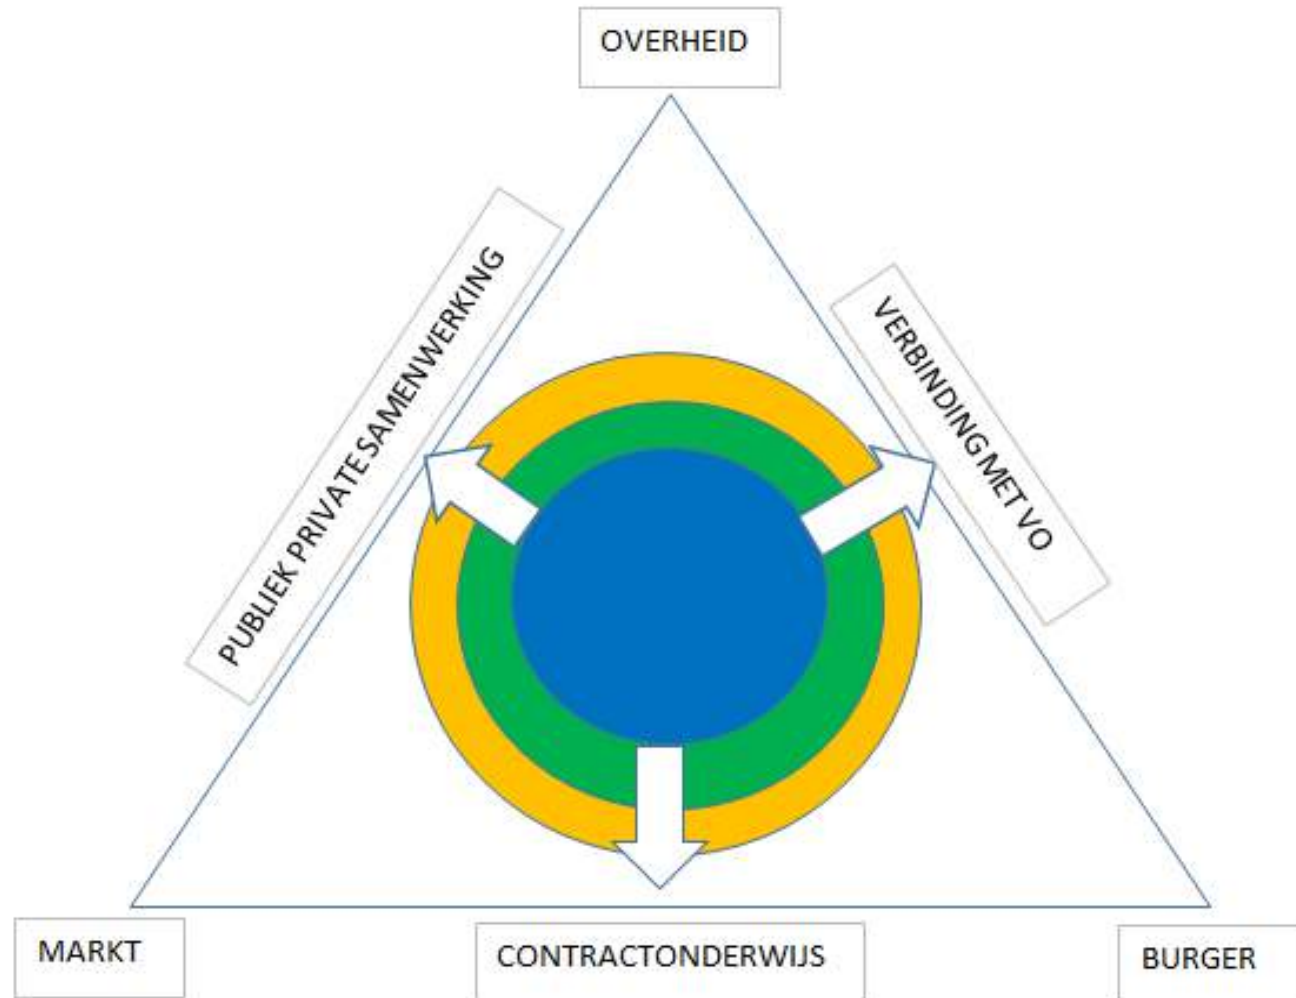 OVERHEID
PUBLIEK PRIVATE SAMENWERKING
VERBINDING MET VO
MARKT
CONTRACTONDERWIJS
BURGER